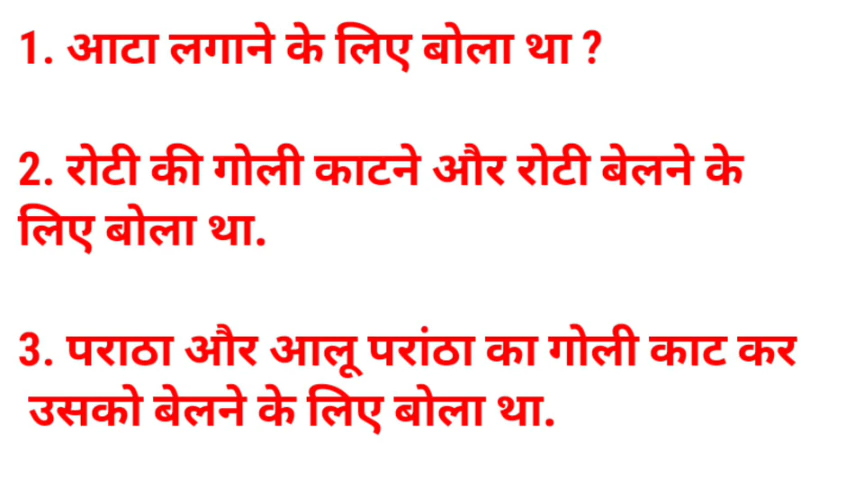 1. आटा लगाने के लिए बोला था ?
2. रोटी की गोली काटने और रोटी बेलने के
लिए बोला था.
3. पराठा और आलू परांठा का गोली काट कर
उसको बेलने के लिए बोला था.